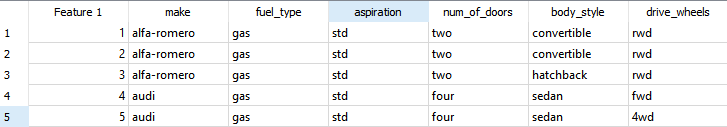 Feature 1 make fuel_type aspiration num_of_doors body_style drive_wheels
1 1 alfa-romero gas std two convertible rwd
2 2 alfa-romero gas std two convertible rwd
3 3 alfa-romero gas std two hatchback rwd
4 4 audi gas std four sedan fwd
5 5 audi gas std four sedan 4wd